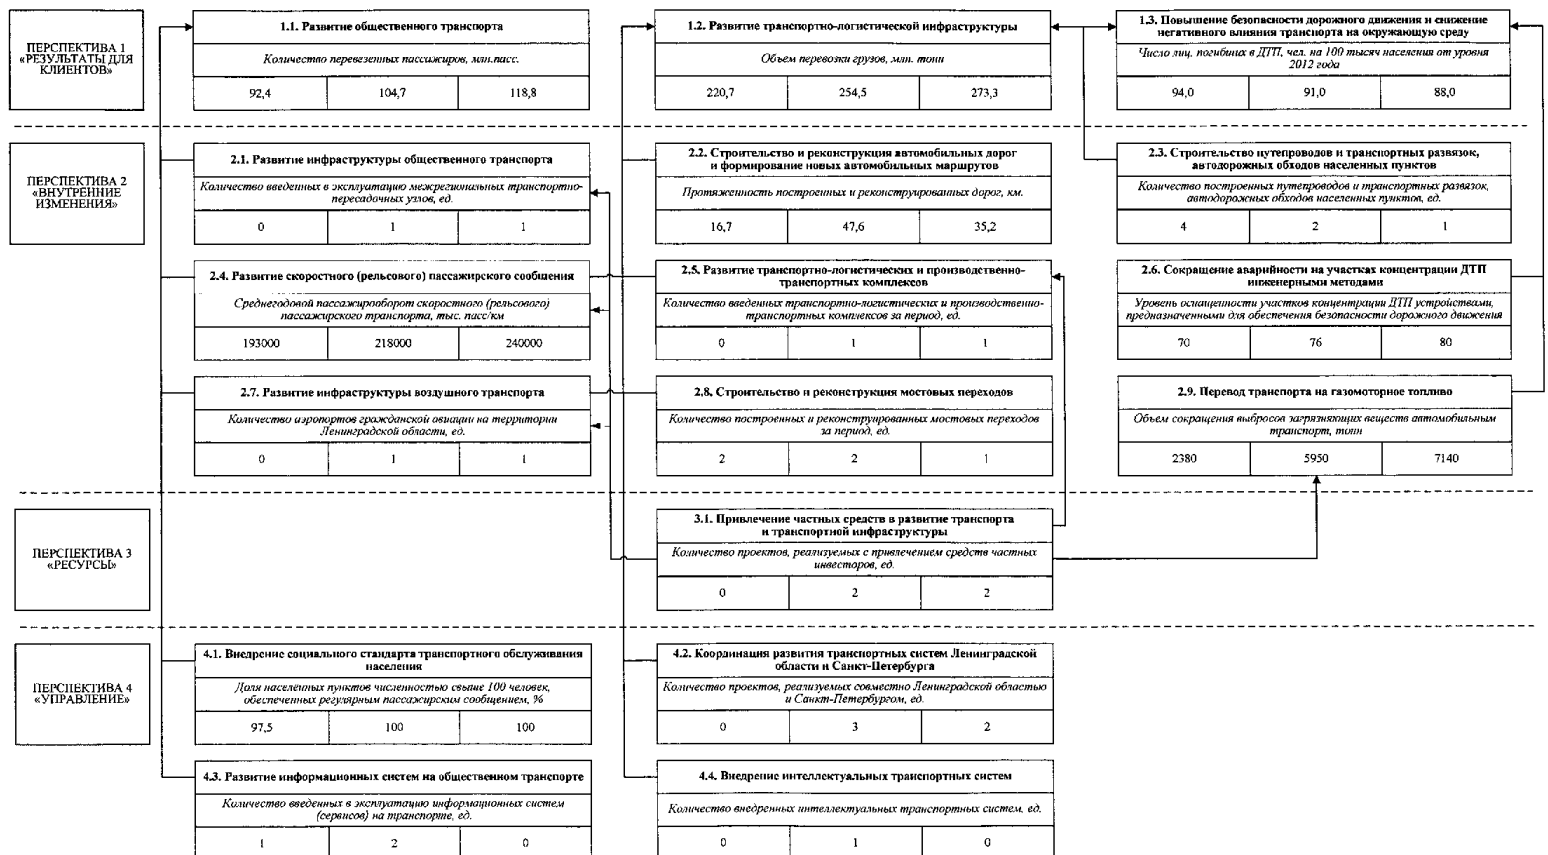 ПЕРСПЕКТИВА 1
«РЕЗУЛЬТАТЫ ДЛЯ
КЛИЕНТОВ»
1.1. Развитие общественного транспорта
Количество перевезенных пассажиров, млн.пасс.
92,4 104,7 118,8
1.2. Развитие транспортно-логистической инфраструктуры
Объем перевозки грузов, млн. тонн
220,7 254,5 273,3
1.3. Повышение безопасности дорожного движения и снижение
негативного влияния транспорта на окружающую среду
Число лиц, погибших в ДТП, чел. на 100 тысяч населения от уровня
2012 года
94,0 91,0 88,0
ПЕРСПЕКТИВА 2
«ВНУТРЕННИЕ
ИЗМЕНЕНИЯ»
2.1. Развитие инфраструктуры общественного транспорта
Количество введенных в эксплуатацию межрегиональных транспортно-
пересадочных узлов, ед.
0 1 1
2.2. Строительство и реконструкция автомобильных дорог
и формирование новых автомобильных маршрутов
Протяженность построенных и реконструированных дорог, км.
16,7 47,6 35,2
2.3. Строительство путепроводов и транспортных развязок,
автодорожных обходов населенных пунктов
Количество построенных путепроводов и транспортных развязок,
автодорожных обходов населенных пунктов, ед.
4 2 1
2.4. Развитие скоростного (рельсового) пассажирского сообщения
Среднегодовой пассажирооборот скоростного (рельсового)
пассажирского транспорта, тыс. пасс/км
193000 218000 240000
2.5. Развитие транспортно-логистических и производственно-
транспортных комплексов
Количество введенных транспортно-логистических и производственно-
транспортных комплексов за период, ед.
0 1 1
2.6. Сокращение аварийности на участках концентрации ДТП
инженерными методами
Уровень оснащенности участков концентрации ДТП устройствами,
предназначенными для обеспечения безопасности дорожного движения
70 76 80
2.7. Развитие инфраструктуры воздушного транспорта
Количество аэропортов гражданской авиации на территории
Ленинградской области, ед.
0 1 1
2.8. Строительство и реконструкция мостовых переходов
Количество построенных и реконструированных мостовых переходов
за период, ед.
2 2 1
2.9. Перевод транспорта на газомоторное топливо
Объем сокращения выбросов загрязняющих веществ автомобильным
транспорт, тонн
2380 5950 7140
ПЕРСПЕКТИВА 3
«РЕСУРСЫ»
3.1. Привлечение частных средств в развитие транспорта
и транспортной инфраструктуры
Количество проектов, реализуемых с привлечением средств частных
инвесторов, ед.
0 2 2
ПЕРСПЕКТИВА 4
«УПРАВЛЕНИЕ»
4.1. Внедрение социального стандарта транспортного обслуживания
населения
Доля населенных пунктов численностью свыше 100 человек,
обеспеченных регулярным пассажирским сообщением, %
97,5 100 100
4.2. Координация развития транспортных систем Ленинградской
области и Санкт-Петербурга
Количество проектов, реализуемых совместно Ленинградской областью
и Санкт-Петербургом, ед.
0 3 2
4.3. Развитие информационных систем на общественном транспорте
Количество введенных в эксплуатацию информационных систем
(сервисов) на транспорте, ед.
1 2 0
4.4. Внедрение интеллектуальных транспортных систем
Количество внедренных интеллектуальных транспортных систем, ед.
0 1 0